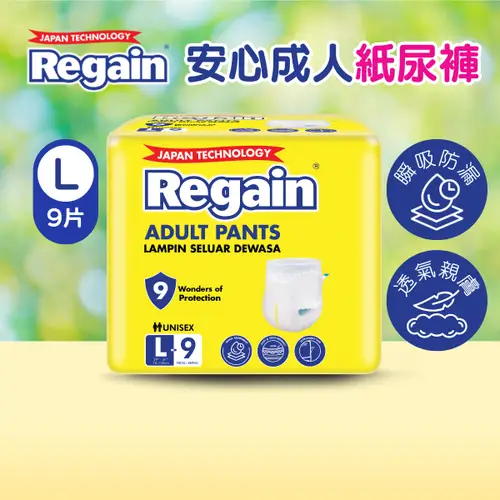 JAPAN TECHNOLOGY
Regain®
安心成人紙尿褲
L
9片
JAPAN TECHNOLOGY
Regain®
ADULT PANTS
LAMPIN SELUAR DEWASA
9 Wonders of
Protection
UNISEX
L-9
瞬吸防漏
透氣親膚